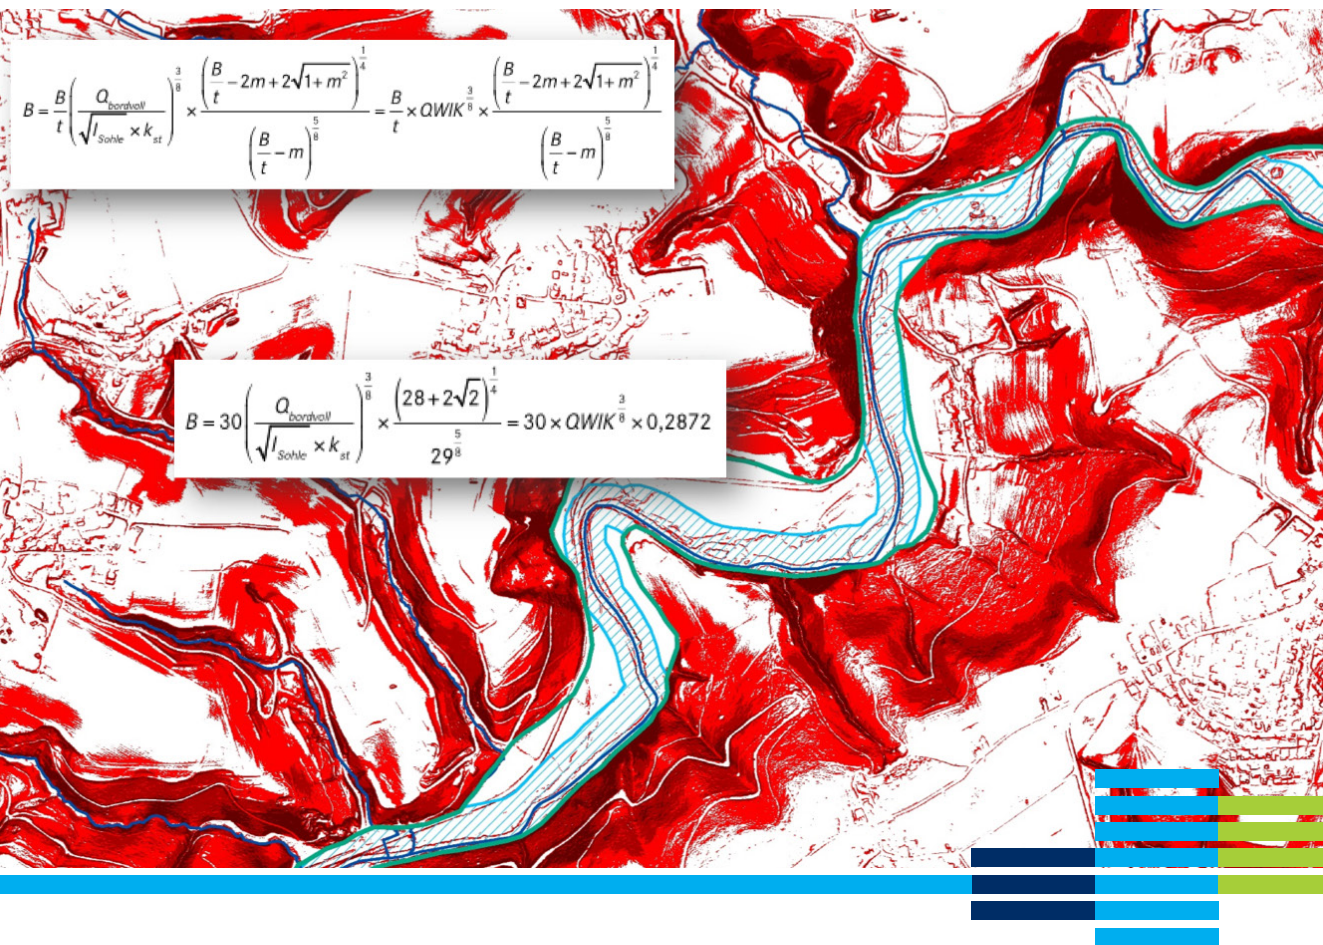 B = B/t (Q_bordvoll / (√I_Sohle × k_st))^(3/8) × (B/t − 2m + 2√(1+m²))^(1/4) / (B/t − m)^(5/8) = B/t × QWIK^(3/8) × (B/t − 2m + 2√(1+m²))^(1/4) / (B/t − m)^(5/8)
B = 30 (Q_bordvoll / (√I_Sohle × k_st))^(3/8) × (28 + 2√2)^(1/4) / 29^(5/8) = 30 × QWIK^(3/8) × 0,2872